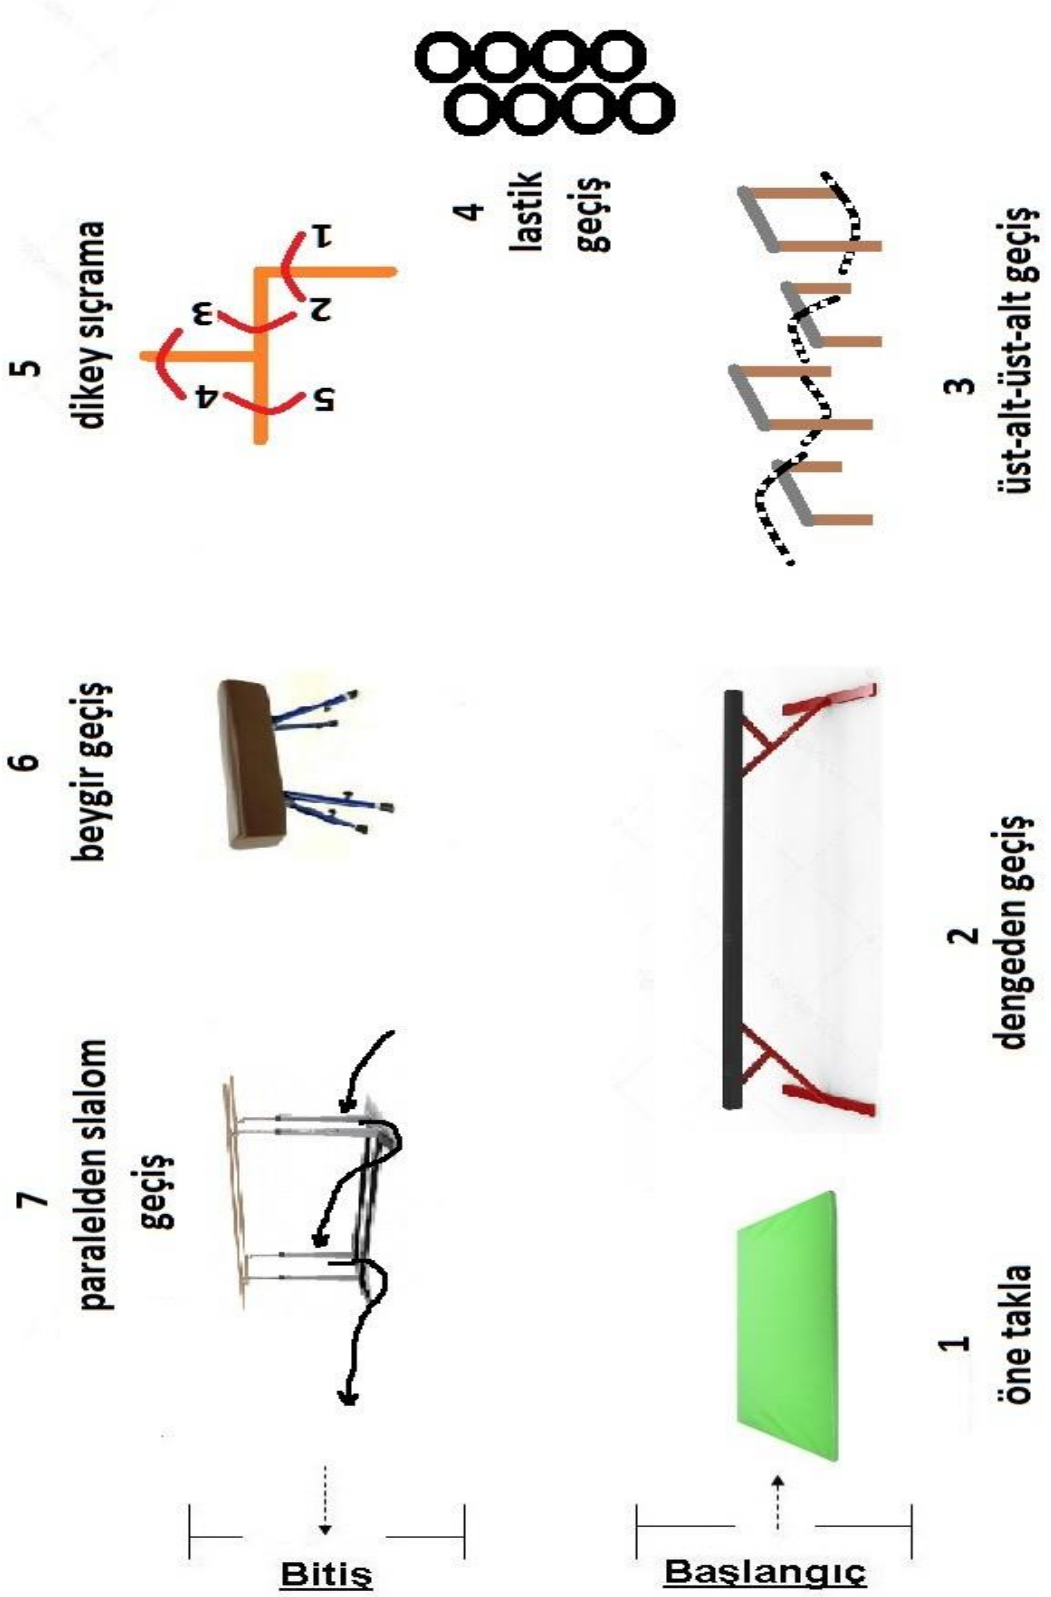 5
dikey sıçrama
1
2
3
4
5
4
lastik
geçiş
3
üst-alt-üst-alt geçiş
6
beygir geçiş
2
dengeden geçiş
7
paralelden slalom
geçiş
1
öne takla
Bitiş
Başlangıç